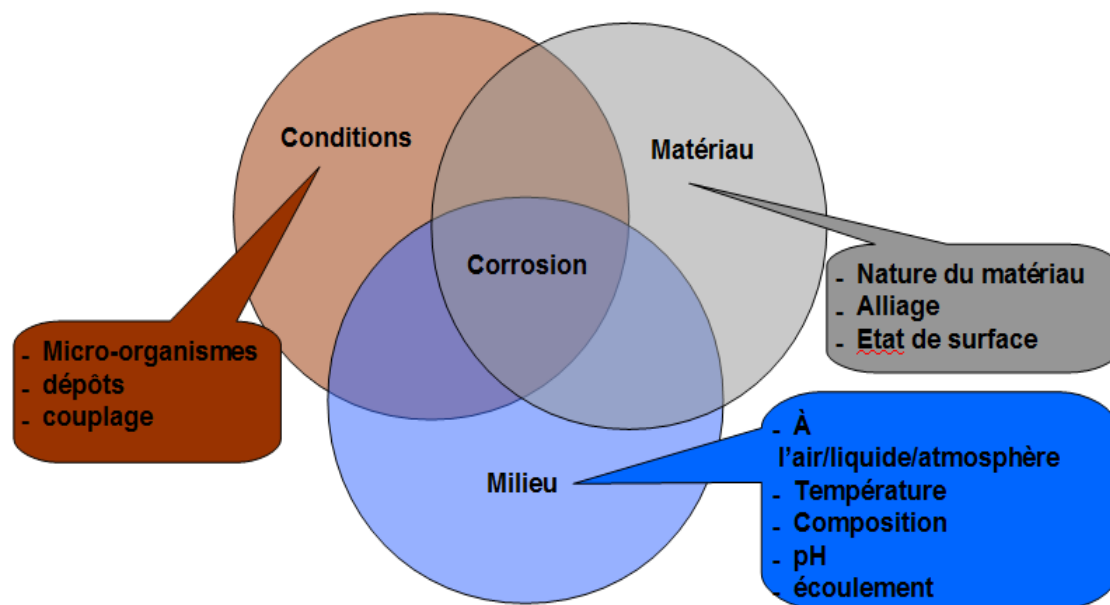 Conditions
Matériau
Corrosion
Milieu
- Micro-organismes
- dépôts
- couplage
- Nature du matériau
- Alliage
- Etat de surface
- À
l'air/liquide/atmosphère
- Température
- Composition
- pH
- écoulement